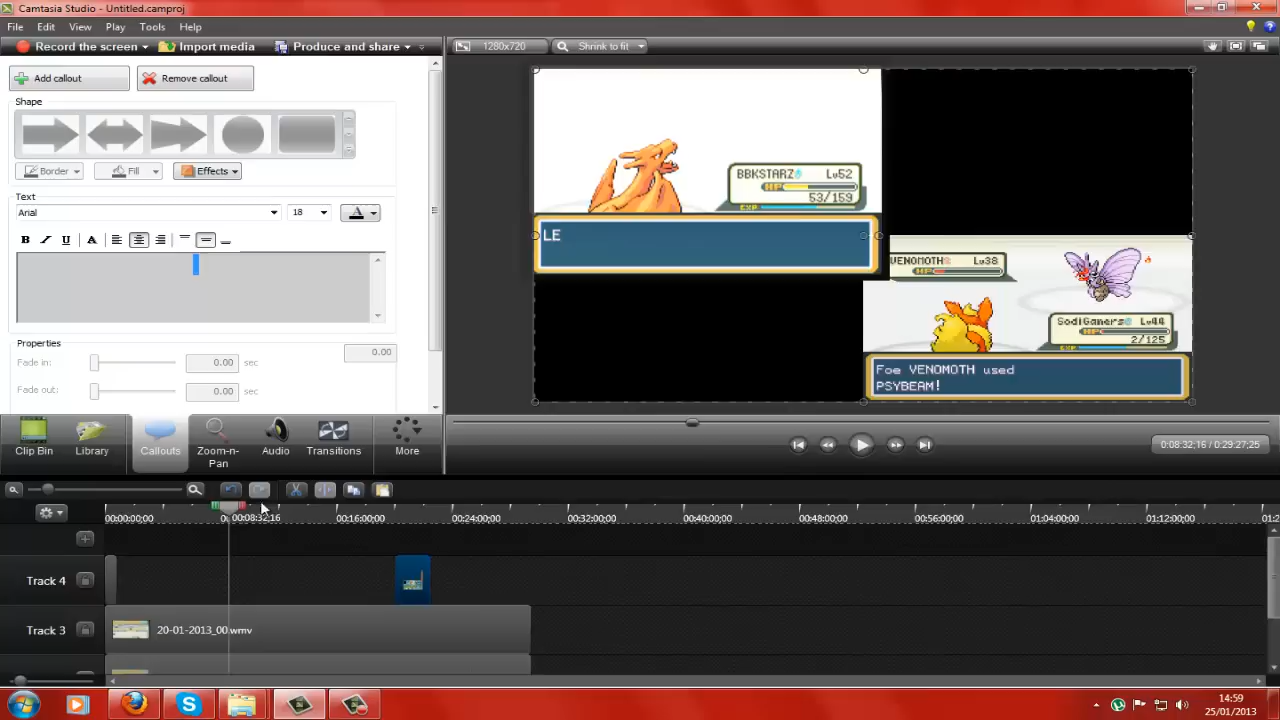 Camtasia Studio - Untitled.camproj
File Edit View Play Tools Help
Record the screen Import media Produce and share
1280x720 Shrink to fit
Add callout Remove callout
Shape
Border Fill Effects
Text
Arial 18
B I U A
Properties
0.00
Fade in: 0.00 sec
Fade out: 0.00 sec
BBKSTARZ Lv52
HP
53/159
EXP
LE
VENOMOTH Lv38
HP
SodiGamers Lv44
HP
2/125
EXP
Foe VENOMOTH used
PSYBEAM!
Clip Bin Library Callouts Zoom-n-Pan Audio Transitions More
0:08:32;16 / 0:29:27;25
00:00:00;00 00:08:32;16 00:16:00;00 00:24:00;00 00:32:00;00 00:40:00;00 00:48:00;00 00:56:00;00 01:04:00;00 01:12:00;00
Track 4
Track 3 20-01-2013_00.wmv
14:59
25/01/2013